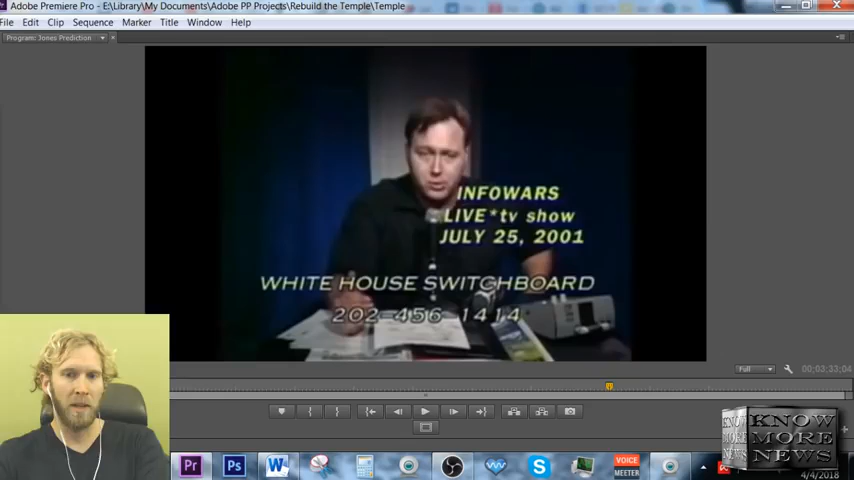 Adobe Premiere Pro - E:\Library\My Documents\Adobe PP Projects\Rebuild the Temple\Temple
File Edit Clip Sequence Marker Title Window Help
Program: Jones Prediction
INFOWARS
LIVE*tv show
JULY 25, 2001
WHITE HOUSE SWITCHBOARD
202-456-1414
Full
00;03;33;04
Pr Ps W S VOICE MEETER
KNOW
MORE
NEWS
4/4/2018